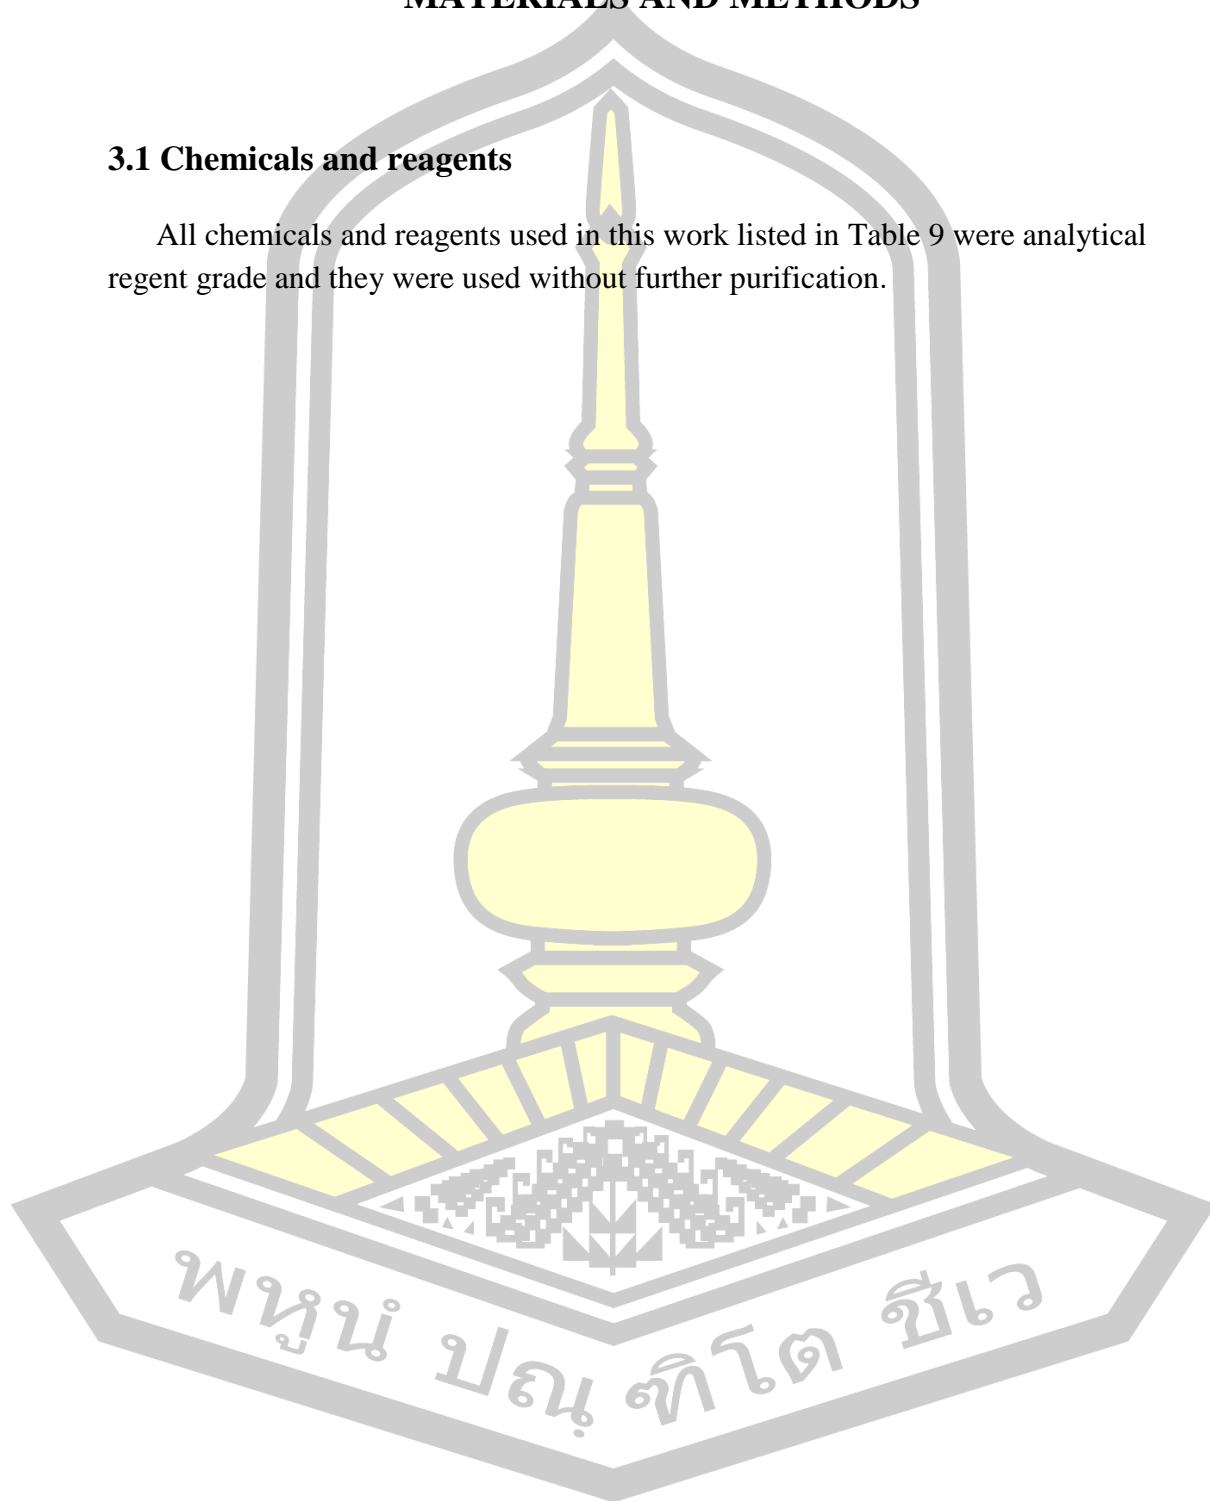 MATERIALS AND METHODS
3.1 Chemicals and reagents
All chemicals and reagents used in this work listed in Table 9 were analytical
regent grade and they were used without further purification.
พหูนํ ปณฺฑิโต ชีเว